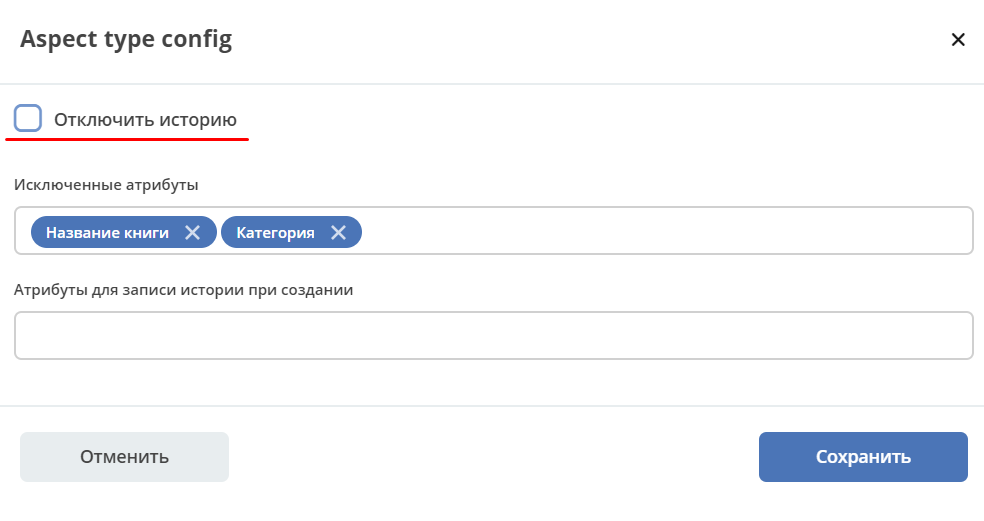 Aspect type config
Отключить историю
Исключенные атрибуты
Название книги Категория
Атрибуты для записи истории при создании
Отменить Сохранить